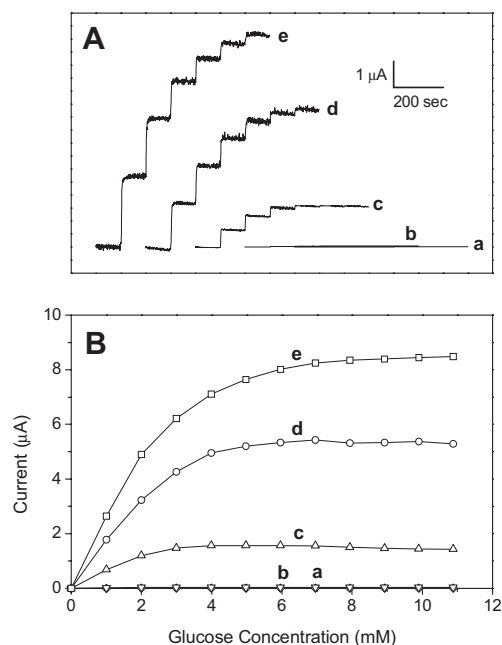 A
e
1 μA
200 sec
d
c
b
a
B
10
8
6
4
2
0
Current (μA)
e
d
c
b a
0 2 4 6 8 10 12
Glucose Concentration (mM)